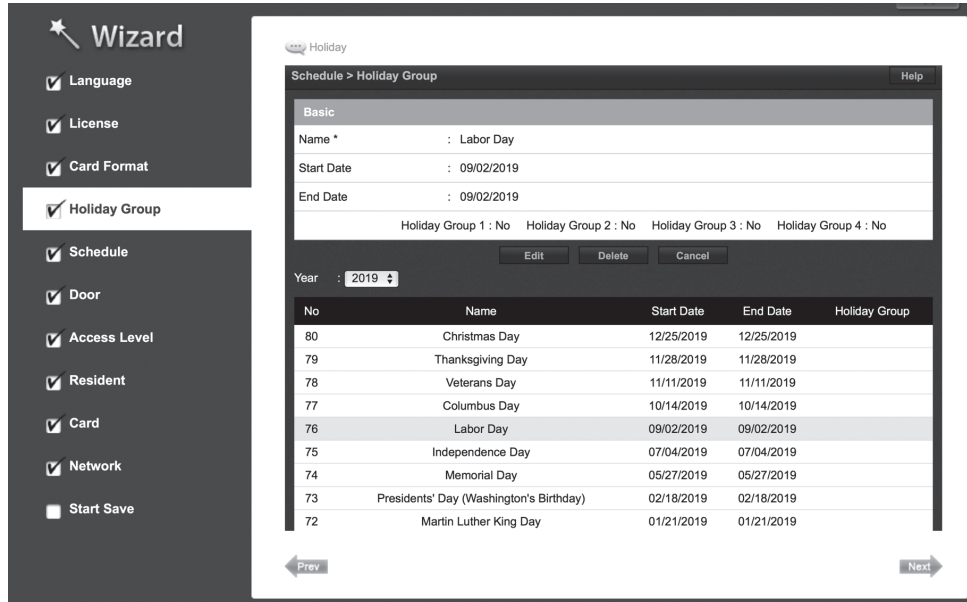 Wizard
Language
License
Card Format
Holiday Group
Schedule
Door
Access Level
Resident
Card
Network
Start Save
Holiday
Schedule > Holiday Group Help
Basic
Name * : Labor Day
Start Date : 09/02/2019
End Date : 09/02/2019
Holiday Group 1 : No Holiday Group 2 : No Holiday Group 3 : No Holiday Group 4 : No
Edit Delete Cancel
Year : 2019
No Name Start Date End Date Holiday Group
80 Christmas Day 12/25/2019 12/25/2019
79 Thanksgiving Day 11/28/2019 11/28/2019
78 Veterans Day 11/11/2019 11/11/2019
77 Columbus Day 10/14/2019 10/14/2019
76 Labor Day 09/02/2019 09/02/2019
75 Independence Day 07/04/2019 07/04/2019
74 Memorial Day 05/27/2019 05/27/2019
73 Presidents' Day (Washington's Birthday) 02/18/2019 02/18/2019
72 Martin Luther King Day 01/21/2019 01/21/2019
Prev Next